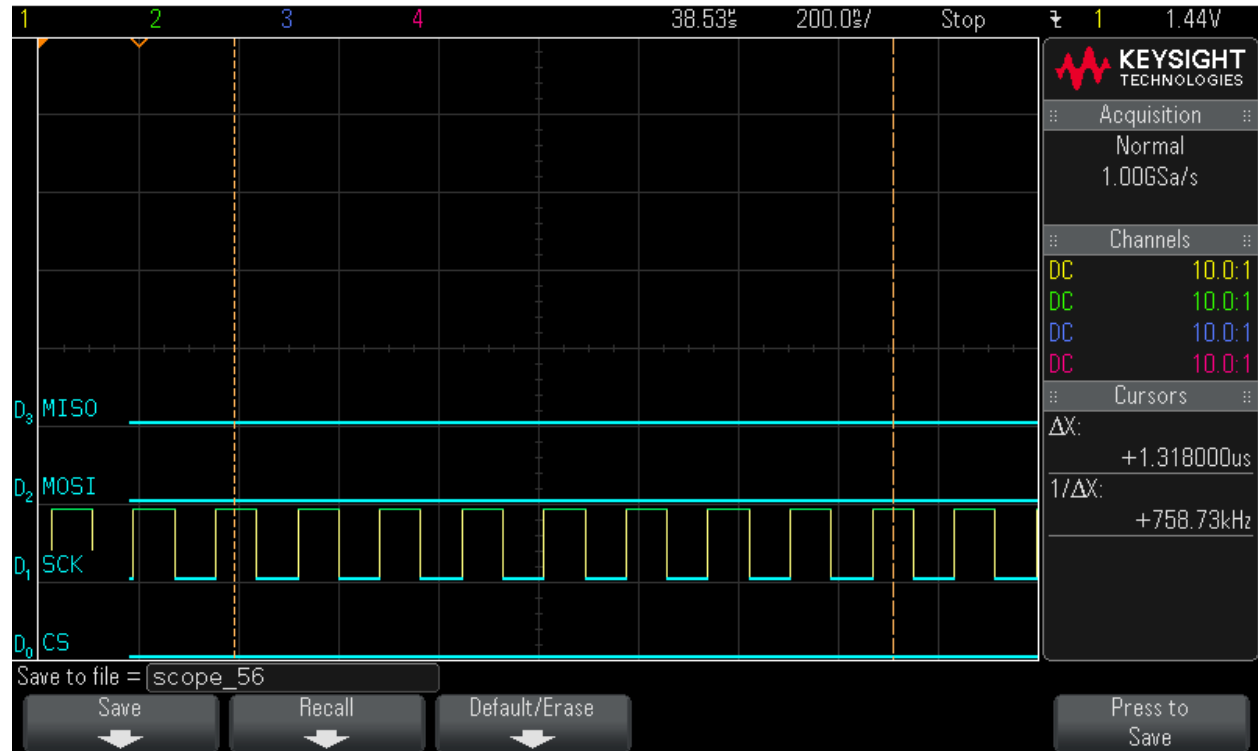 1 2 3 4 38.53µs 200.0ns/ Stop 1 1.44V
KEYSIGHT
TECHNOLOGIES
Acquisition
Normal
1.00GSa/s
Channels
DC 10.0:1
DC 10.0:1
DC 10.0:1
DC 10.0:1
Cursors
ΔX:
+1.318000us
1/ΔX:
+758.73kHz
D3 MISO
D2 MOSI
D1 SCK
D0 CS
Save to file = scope_56
Save Recall Default/Erase Press to
Save